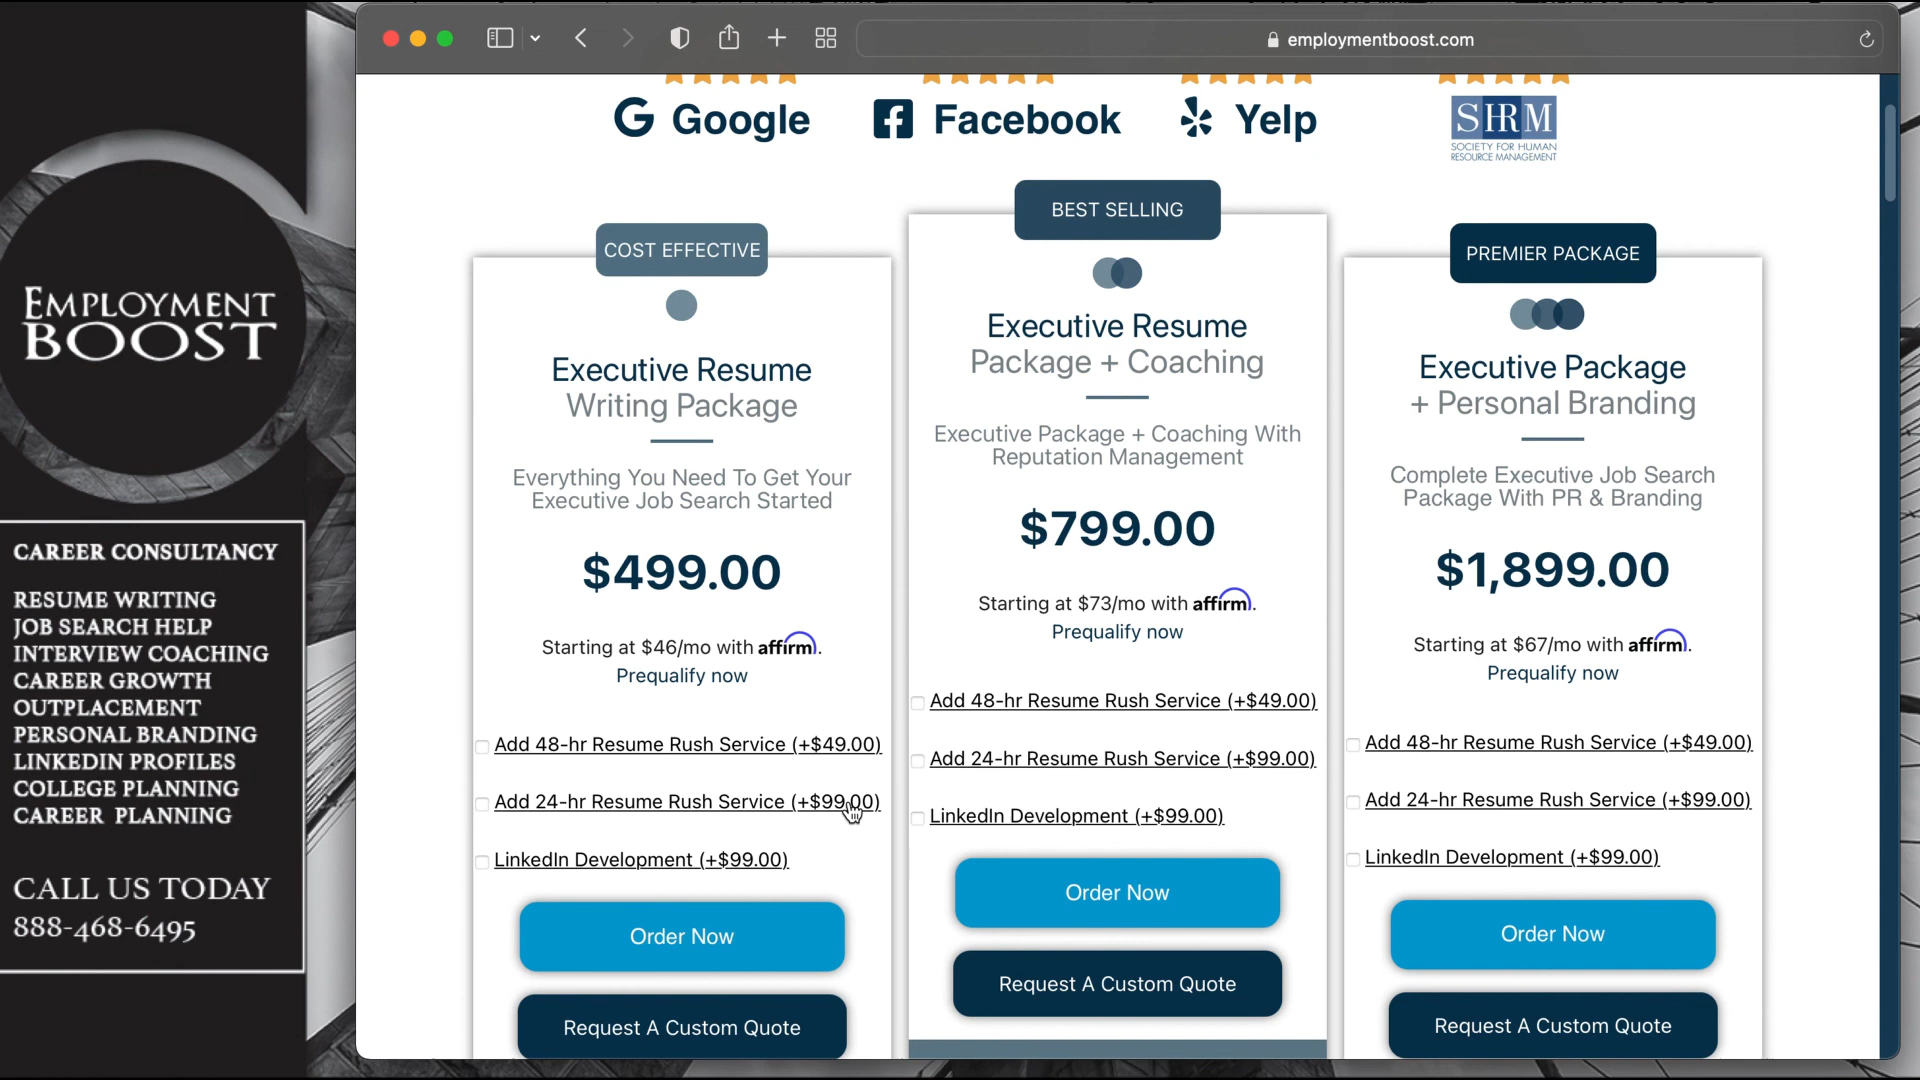 EMPLOYMENT
BOOST
CAREER CONSULTANCY
RESUME WRITING
JOB SEARCH HELP
INTERVIEW COACHING
CAREER GROWTH
OUTPLACEMENT
PERSONAL BRANDING
LINKEDIN PROFILES
COLLEGE PLANNING
CAREER PLANNING
CALL US TODAY
888-468-6495
employmentboost.com
Google
Facebook
Yelp
SHRM
SOCIETY FOR HUMAN
RESOURCE MANAGEMENT
COST EFFECTIVE
Executive Resume
Writing Package
Everything You Need To Get Your
Executive Job Search Started
$499.00
Starting at $46/mo with affirm.
Prequalify now
Add 48-hr Resume Rush Service (+$49.00)
Add 24-hr Resume Rush Service (+$99.00)
LinkedIn Development (+$99.00)
Order Now
Request A Custom Quote
BEST SELLING
Executive Resume
Package + Coaching
Executive Package + Coaching With
Reputation Management
$799.00
Starting at $73/mo with affirm.
Prequalify now
Add 48-hr Resume Rush Service (+$49.00)
Add 24-hr Resume Rush Service (+$99.00)
LinkedIn Development (+$99.00)
Order Now
Request A Custom Quote
PREMIER PACKAGE
Executive Package
+ Personal Branding
Complete Executive Job Search
Package With PR & Branding
$1,899.00
Starting at $67/mo with affirm.
Prequalify now
Add 48-hr Resume Rush Service (+$49.00)
Add 24-hr Resume Rush Service (+$99.00)
LinkedIn Development (+$99.00)
Order Now
Request A Custom Quote